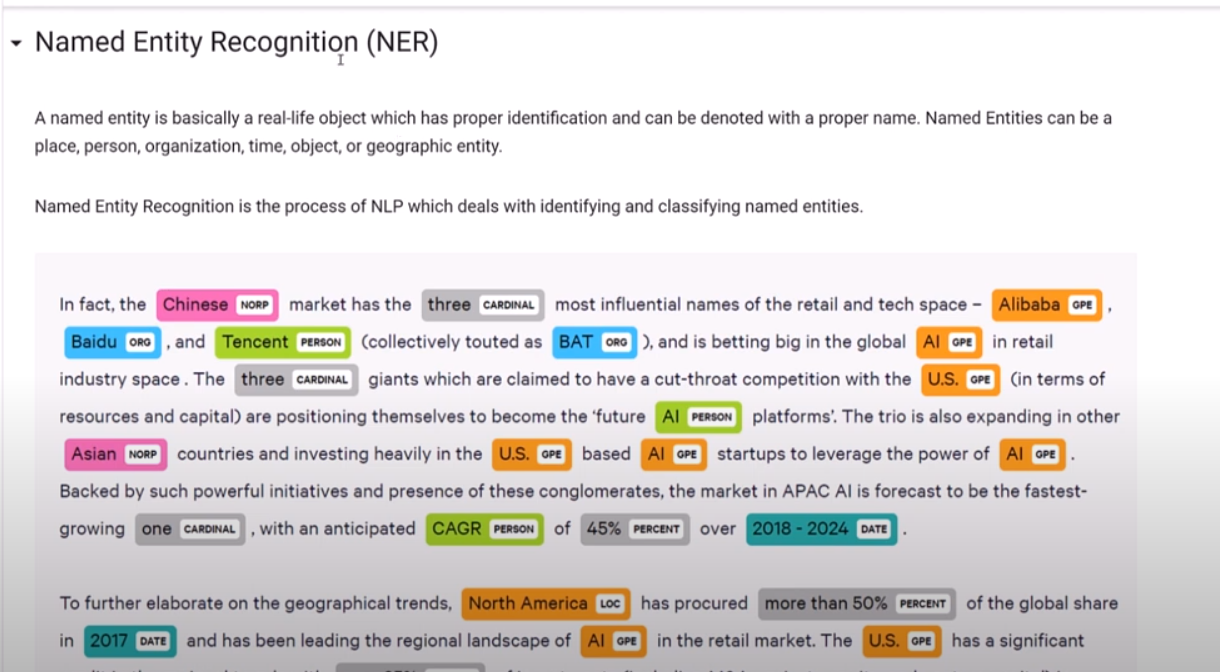 Named Entity Recognition (NER)
A named entity is basically a real-life object which has proper identification and can be denoted with a proper name. Named Entities can be a
place, person, organization, time, object, or geographic entity.
Named Entity Recognition is the process of NLP which deals with identifying and classifying named entities.
In fact, the Chinese NORP market has the three CARDINAL most influential names of the retail and tech space – Alibaba GPE ,
Baidu ORG , and Tencent PERSON (collectively touted as BAT ORG ), and is betting big in the global AI GPE in retail
industry space . The three CARDINAL giants which are claimed to have a cut-throat competition with the U.S. GPE (in terms of
resources and capital) are positioning themselves to become the ‘future AI PERSON platforms’. The trio is also expanding in other
Asian NORP countries and investing heavily in the U.S. GPE based AI GPE startups to leverage the power of AI GPE .
Backed by such powerful initiatives and presence of these conglomerates, the market in APAC AI is forecast to be the fastest-
growing one CARDINAL , with an anticipated CAGR PERSON of 45% PERCENT over 2018 - 2024 DATE .
To further elaborate on the geographical trends, North America LOC has procured more than 50% PERCENT of the global share
in 2017 DATE and has been leading the regional landscape of AI GPE in the retail market. The U.S. GPE has a significant